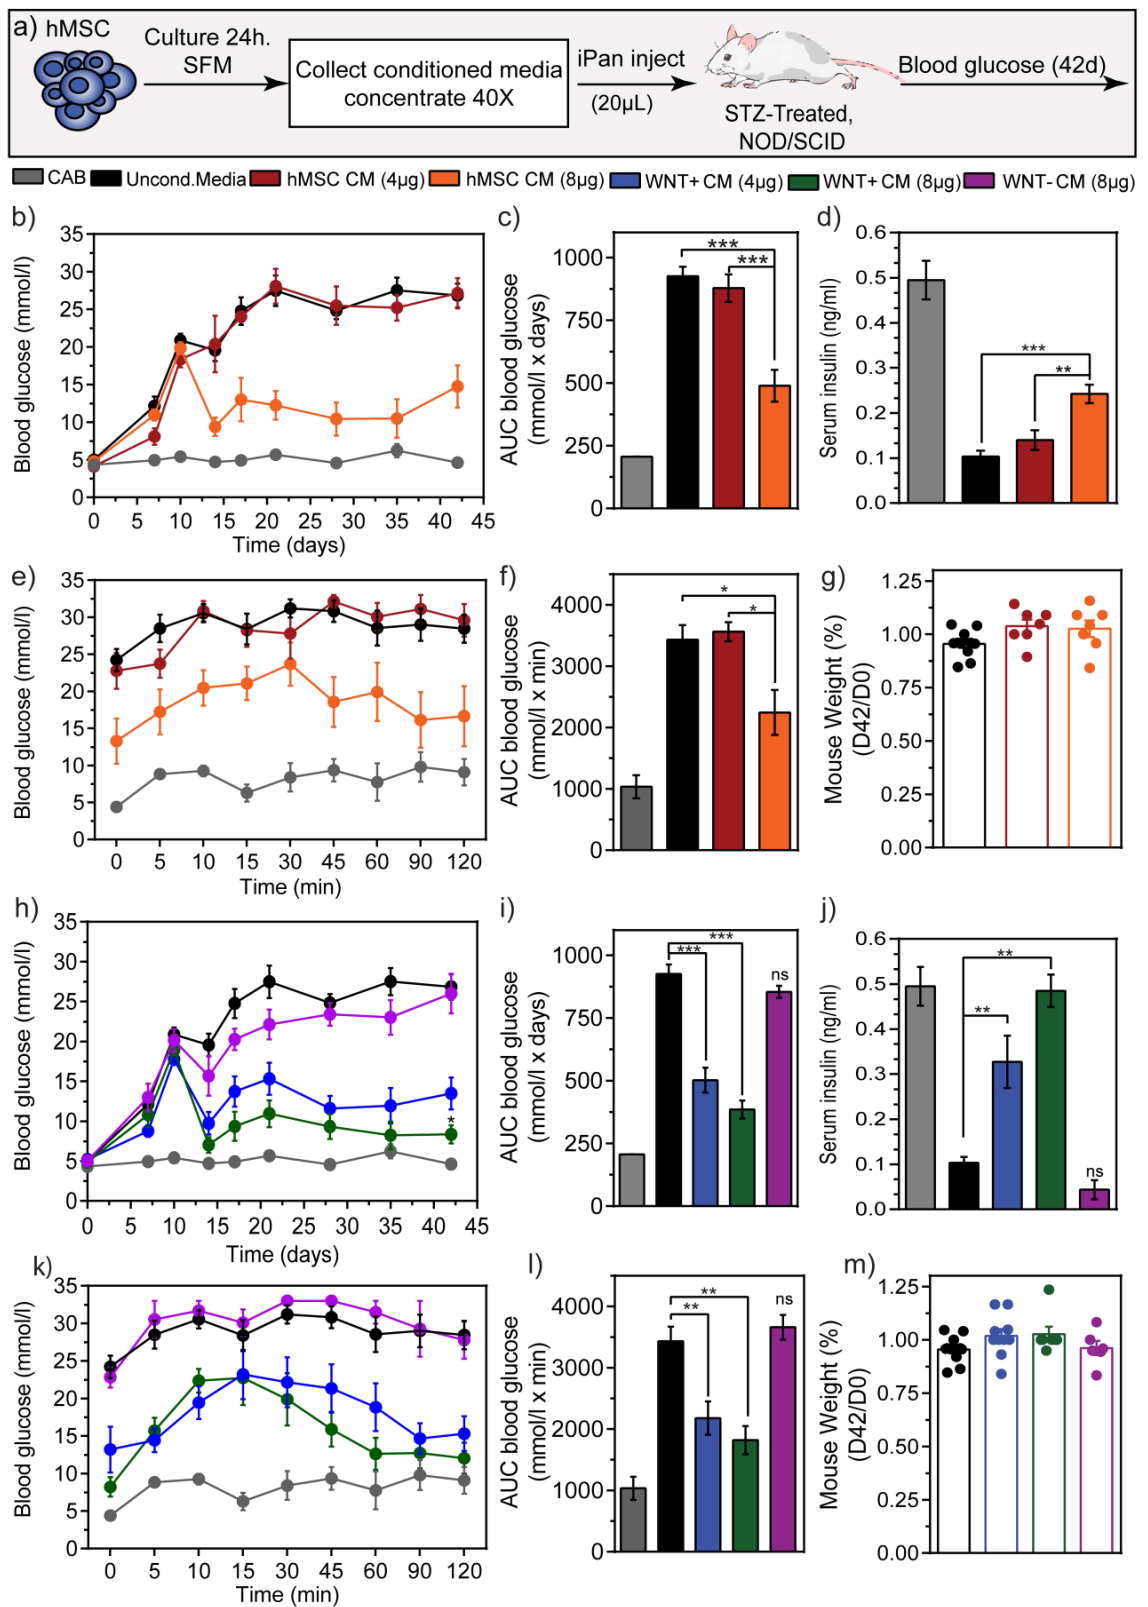 a) hMSC
Culture 24h.
SFM
Collect conditioned media
concentrate 40X
iPan inject
(20µL)
STZ-Treated,
NOD/SCID
Blood glucose (42d)
CAB Uncond.Media hMSC CM (4µg) hMSC CM (8µg) WNT+ CM (4µg) WNT+ CM (8µg) WNT- CM (8µg)
b)
Blood glucose (mmol/l)
35
30
25
20
15
10
5
0
0 5 10 15 20 25 30 35 40 45
Time (days)
c)
AUC blood glucose
(mmol/l x days)
1000
750
500
250
0
***
***
d)
Serum insulin (ng/ml)
0.6
0.5
0.4
0.3
0.2
0.1
0.0
***
**
e)
Blood glucose (mmol/l)
35
30
25
20
15
10
5
0
0 5 10 15 30 45 60 90 120
Time (min)
f)
AUC blood glucose
(mmol/l x min)
4000
3000
2000
1000
0
*
*
g)
Mouse Weight (%)
(D42/D0)
1.25
1.00
0.75
0.50
0.25
0.00
h)
Blood glucose (mmol/l)
35
30
25
20
15
10
5
0
*
0 5 10 15 20 25 30 35 40 45
Time (days)
i)
AUC blood glucose
(mmol/l x days)
1000
750
500
250
0
***
***
ns
j)
Serum insulin (ng/ml)
0.6
0.5
0.4
0.3
0.2
0.1
0.0
**
**
ns
k)
Blood glucose (mmol/l)
35
30
25
20
15
10
5
0
0 5 10 15 30 45 60 90 120
Time (min)
l)
AUC blood glucose
(mmol/l x min)
4000
3000
2000
1000
0
**
**
ns
m)
Mouse Weight (%)
(D42/D0)
1.25
1.00
0.75
0.50
0.25
0.00